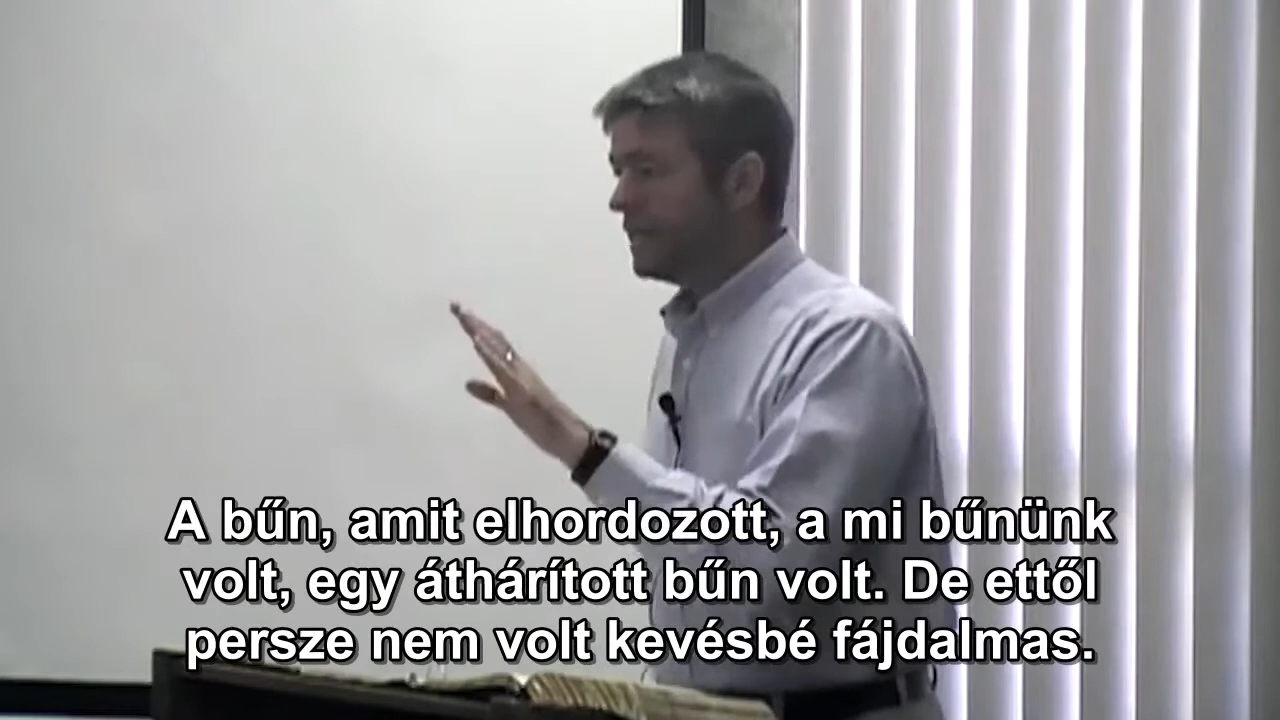 A bűn, amit elhordozott, a mi bűnünk
volt, egy áthárított bűn volt. De ettől
persze nem volt kevésbé fájdalmas.